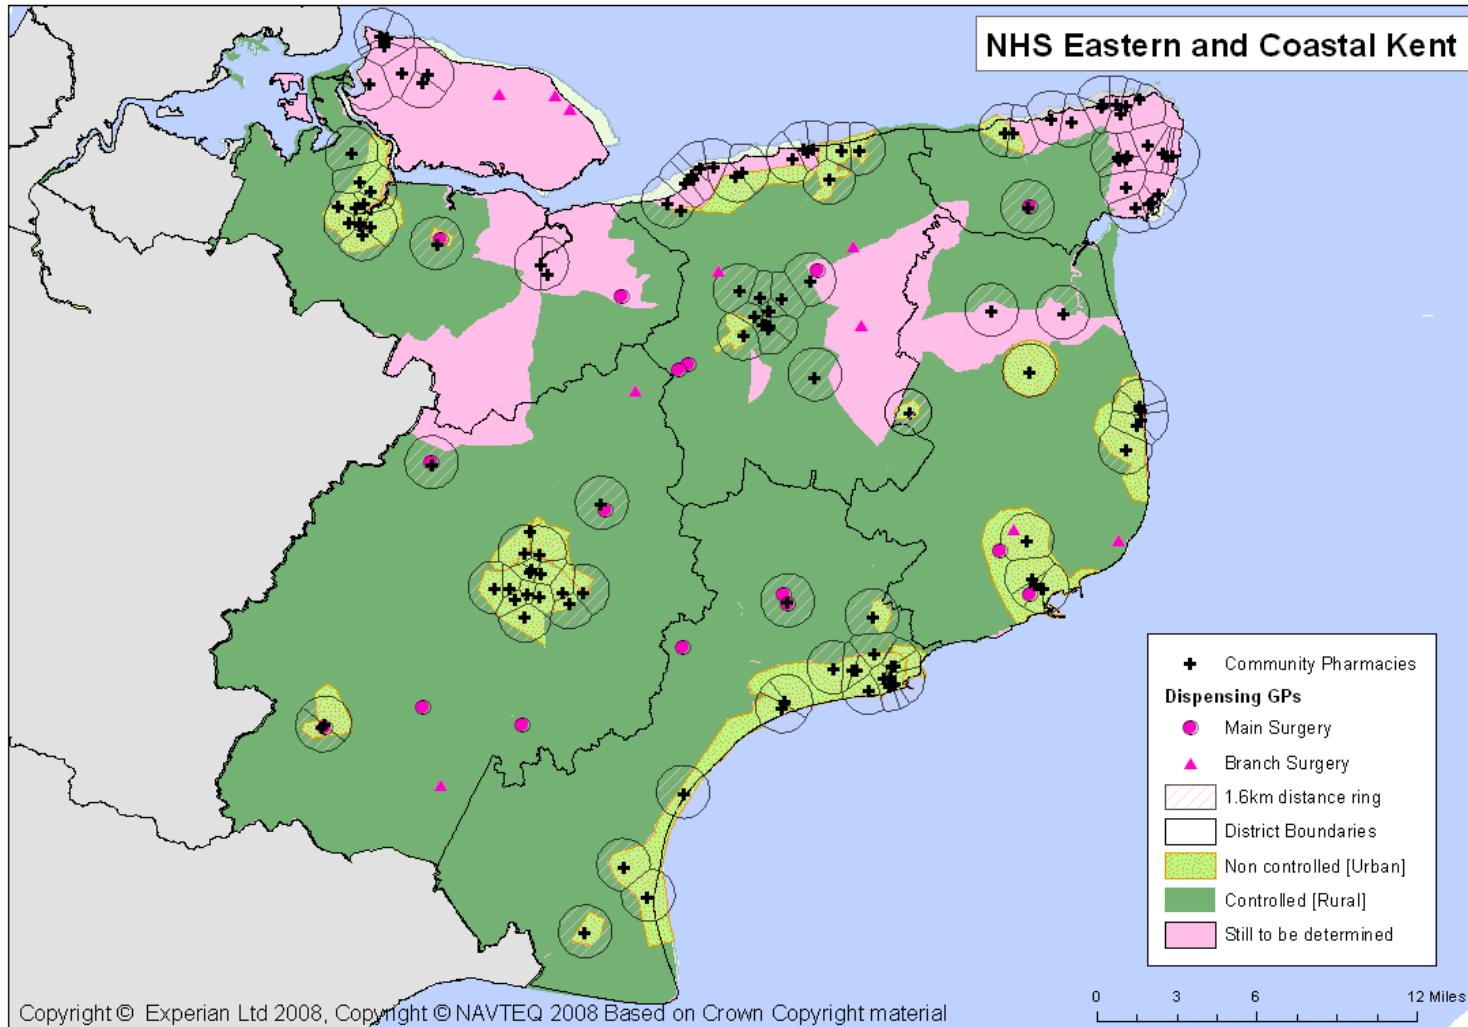 NHS Eastern and Coastal Kent
Community Pharmacies
Dispensing GPs
Main Surgery
Branch Surgery
1.6km distance ring
District Boundaries
Non controlled [Urban]
Controlled [Rural]
Still to be determined
0 3 6 12 Miles
Copyright © Experian Ltd 2008, Copyright © NAVTEQ 2008 Based on Crown Copyright material